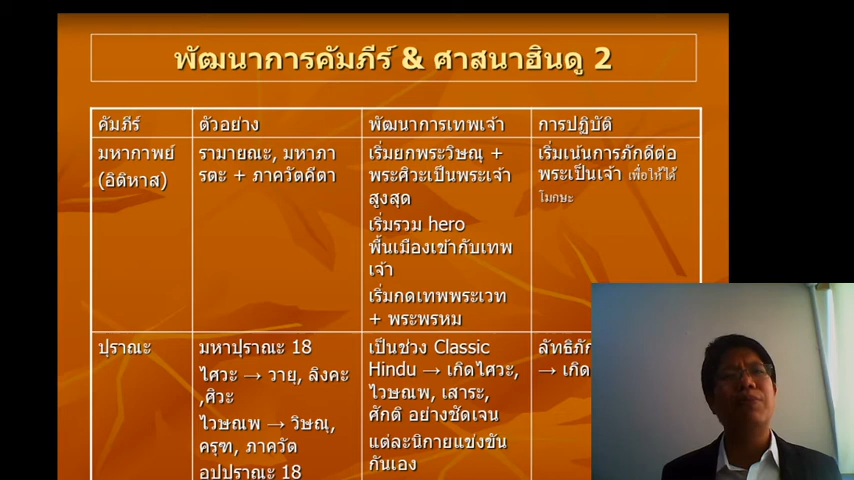 พัฒนาการคัมภีร์ & ศาสนาฮินดู 2
คัมภีร์
ตัวอย่าง
พัฒนาการเทพเจ้า
การปฏิบัติ
มหากาพย์
(อิติหาส)
รามายณะ, มหาภา
รตะ + ภาควัดคีตา
เริ่มยกพระวิษณุ +
พระศิวะเป็นพระเจ้า
สูงสุด
เริ่มรวม hero
พื้นเมืองเข้ากับเทพ
เจ้า
เริ่มกดเทพพระเวท
+ พระพรหม
เริ่มเน้นการภักดีต่อ
พระเป็นเจ้า เพื่อให้ได้
โมกษะ
ปุราณะ
มหาปุราณะ 18
ไศวะ → วายุ, ลิงคะ
,ศิวะ
ไวษณพ → วิษณุ,
ครุฑ, ภาควัต
อุปปุราณะ 18
เป็นช่วง Classic
Hindu → เกิดไศวะ,
ไวษณพ, เสาระ,
ศักติ อย่างชัดเจน
แต่ละนิกายแข่งขัน
กันเอง
→ เกิด